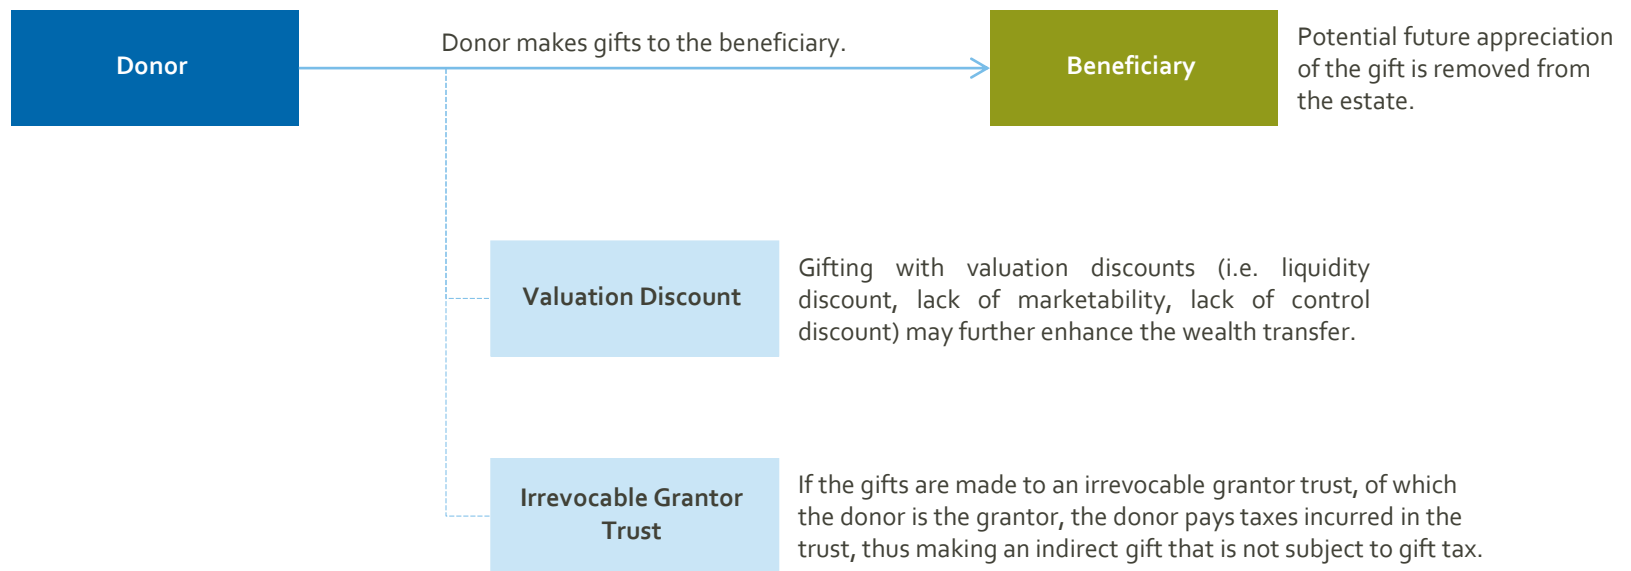 Donor
Donor makes gifts to the beneficiary.
Beneficiary
Potential future appreciation
of the gift is removed from
the estate.
Valuation Discount
Gifting with valuation discounts (i.e. liquidity
discount, lack of marketability, lack of control
discount) may further enhance the wealth transfer.
Irrevocable Grantor
Trust
If the gifts are made to an irrevocable grantor trust, of which
the donor is the grantor, the donor pays taxes incurred in the
trust, thus making an indirect gift that is not subject to gift tax.